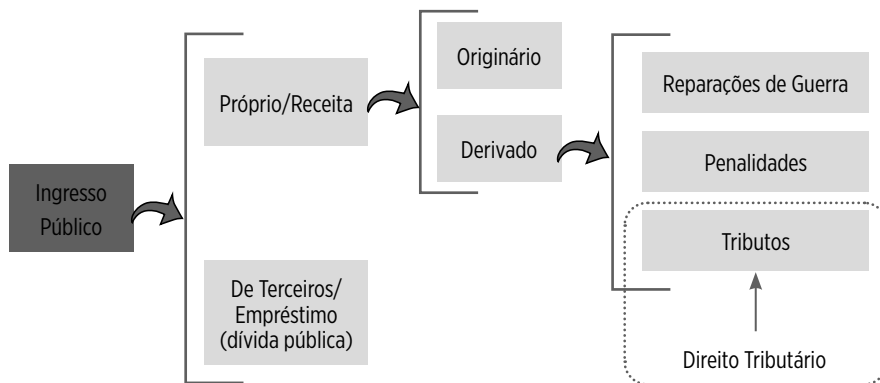 Ingresso
Público
Próprio/Receita
De Terceiros/
Empréstimo
(dívida pública)
Originário
Derivado
Reparações de Guerra
Penalidades
Tributos
Direito Tributário